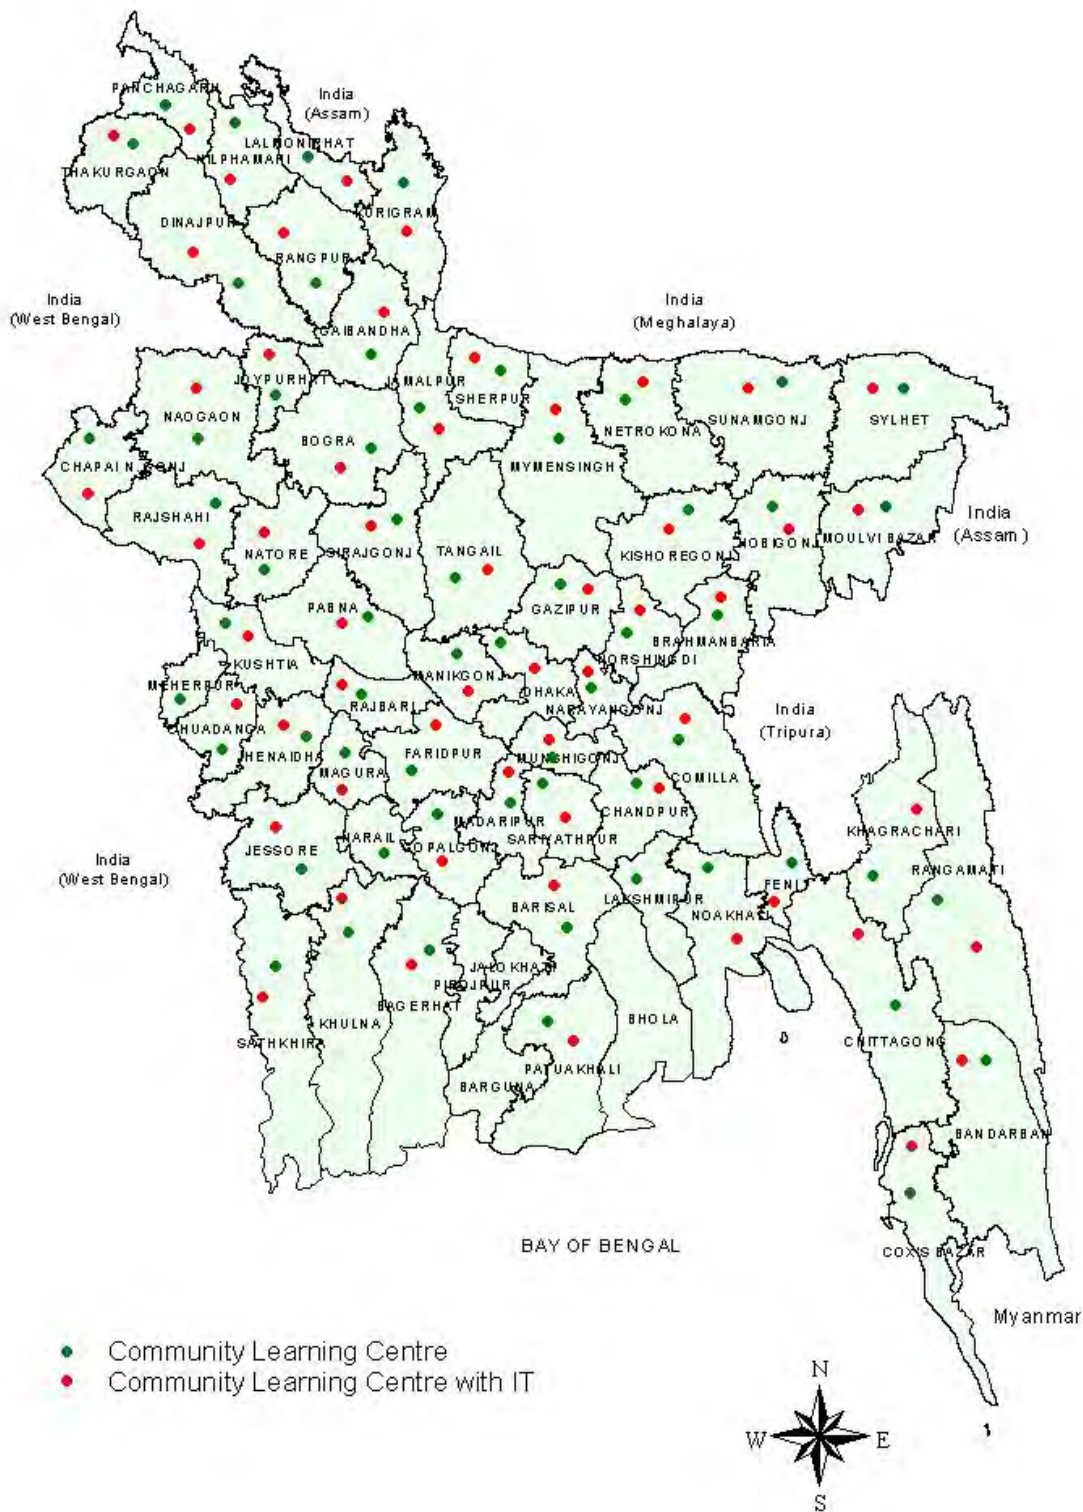 PANCHAGARH
India
(Assam)
LALMONIRHAT
NILPHAMARI
THAKURGAON
KURIGRAM
DINAJPUR
RANGPUR
India
(West Bengal)
India
(Meghalaya)
GAIBANDHA
JOYPURHAT
JAMALPUR
SHERPUR
NAOGAON
BOGRA
NETROKONA
SUNAMGONJ
SYLHET
CHAPAI N.GONJ
MYMENSINGH
RAJSHAHI
NATORE
SIRAJGONJ
TANGAIL
KISHOREGONJ
HOBIGONJ
MOULVI BAZAR
India
(Assam)
PABNA
GAZIPUR
BRAHMANBARIA
KUSHTIA
NORSHINGDI
MEHERPUR
MANIKGONJ
DHAKA
RAJBARI
NARAYANGONJ
India
(Tripura)
CHUADANGA
JHENAIDHA
FARIDPUR
MUNSHIGONJ
MAGURA
COMILLA
CHANDPUR
MADARIPUR
SARIYATHPUR
KHAGRACHARI
JESSORE
NARAIL
GOPALGONJ
India
(West Bengal)
RANGAMATI
FENI
BARISAL
LAKSHMIPUR
NOAKHALI
JALOKHATI
PIROJPUR
BAGERHAT
KHULNA
SATHKHIRA
BHOLA
CHITTAGONG
PATUAKHALI
BARGUNA
BANDARBAN
BAY OF BENGAL
COX'S BAZAR
Myanmar
Community Learning Centre
Community Learning Centre with IT
N
W
E
S